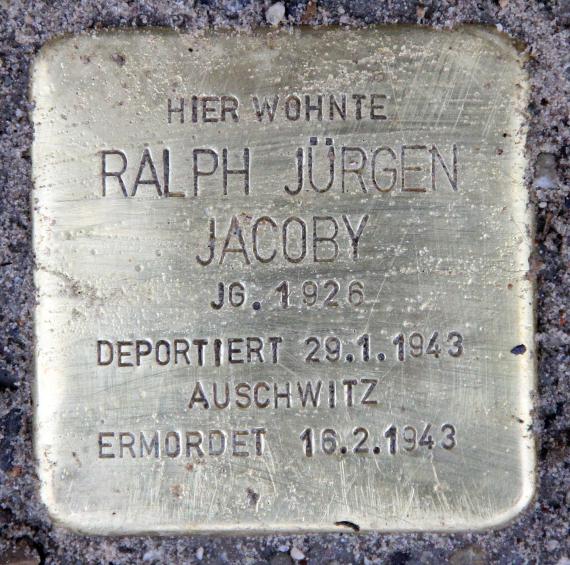 HIER WOHNTE
RALPH JÜRGEN
JACOBY
JG. 1926
DEPORTIERT 29.1.1943
AUSCHWITZ
ERMORDET 16.2.1943